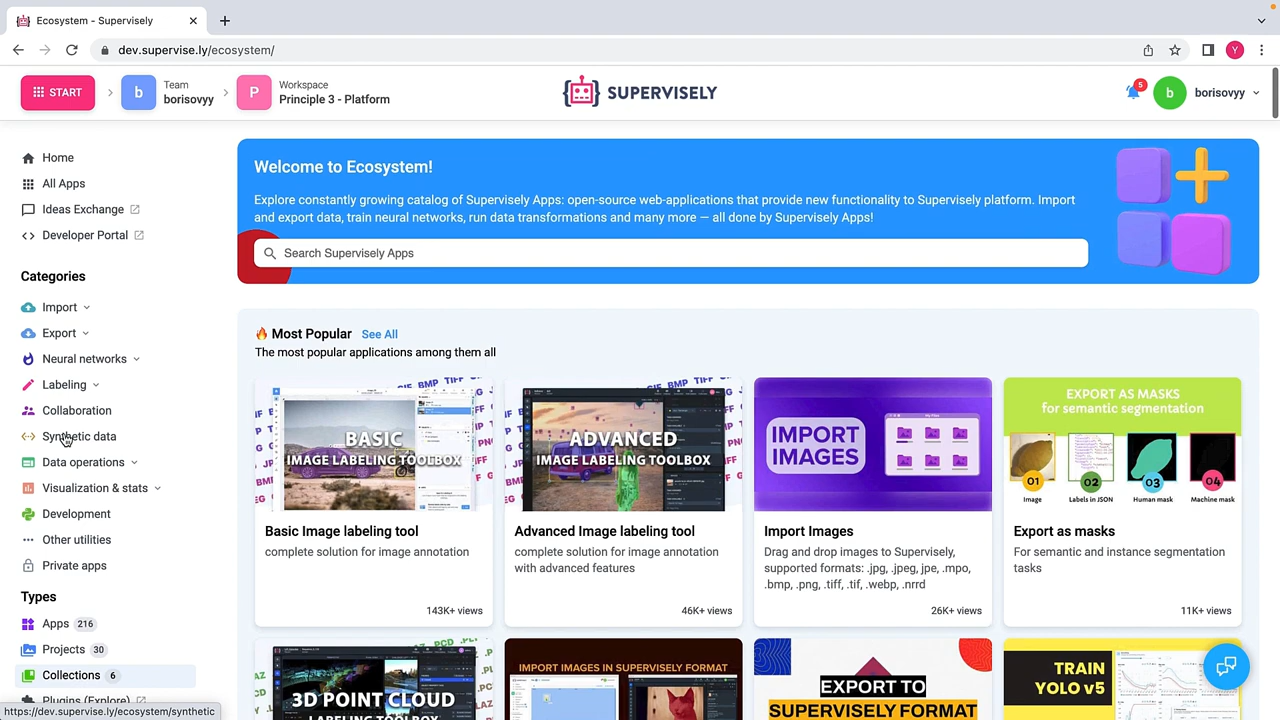 Ecosystem - Supervisely
dev.supervise.ly/ecosystem/
Y
START
b
Team
borisovyy
P
Workspace
Principle 3 - Platform
SUPERVISELY
5
b
borisovyy
Home
All Apps
Ideas Exchange
Developer Portal
Categories
Import
Export
Neural networks
Labeling
Collaboration
Synthetic data
Data operations
Visualization & stats
Development
Other utilities
Private apps
Types
Apps 216
Projects 30
Collections 6
https://dev.supervise.ly/ecosystem/synthetic
Welcome to Ecosystem!
Explore constantly growing catalog of Supervisely Apps: open-source web-applications that provide new functionality to Supervisely platform. Import
and export data, train neural networks, run data transformations and many more — all done by Supervisely Apps!
Search Supervisely Apps
🔥 Most Popular See All
The most popular applications among them all
BASIC
IMAGE LABELING TOOLBOX
Basic Image labeling tool
complete solution for image annotation
143K+ views
ADVANCED
IMAGE LABELING TOOLBOX
Advanced Image labeling tool
complete solution for image annotation
with advanced features
46K+ views
IMPORT
IMAGES
Import Images
Drag and drop images to Supervisely,
supported formats: .jpg, .jpeg, jpe, .mpo,
.bmp, .png, .tiff, .tif, .webp, .nrrd
26K+ views
EXPORT AS MASKS
for semantic segmentation
01 02 03 04
Image Labels in JSON Human mask Machine mask
Export as masks
For semantic and instance segmentation
tasks
11K+ views
3D POINT CLOUD
IMPORT IMAGES IN SUPERVISELY FORMAT
EXPORT TO
SUPERVISELY FORMAT
TRAIN
YOLO v5